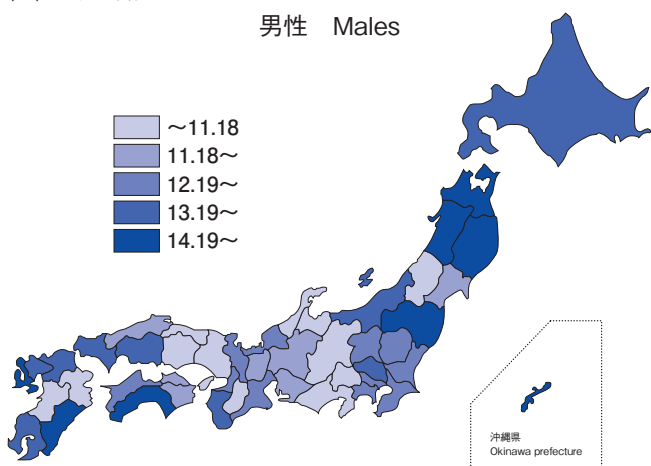 男性 Males
～11.18
11.18～
12.19～
13.19～
14.19～
沖縄県
Okinawa prefecture